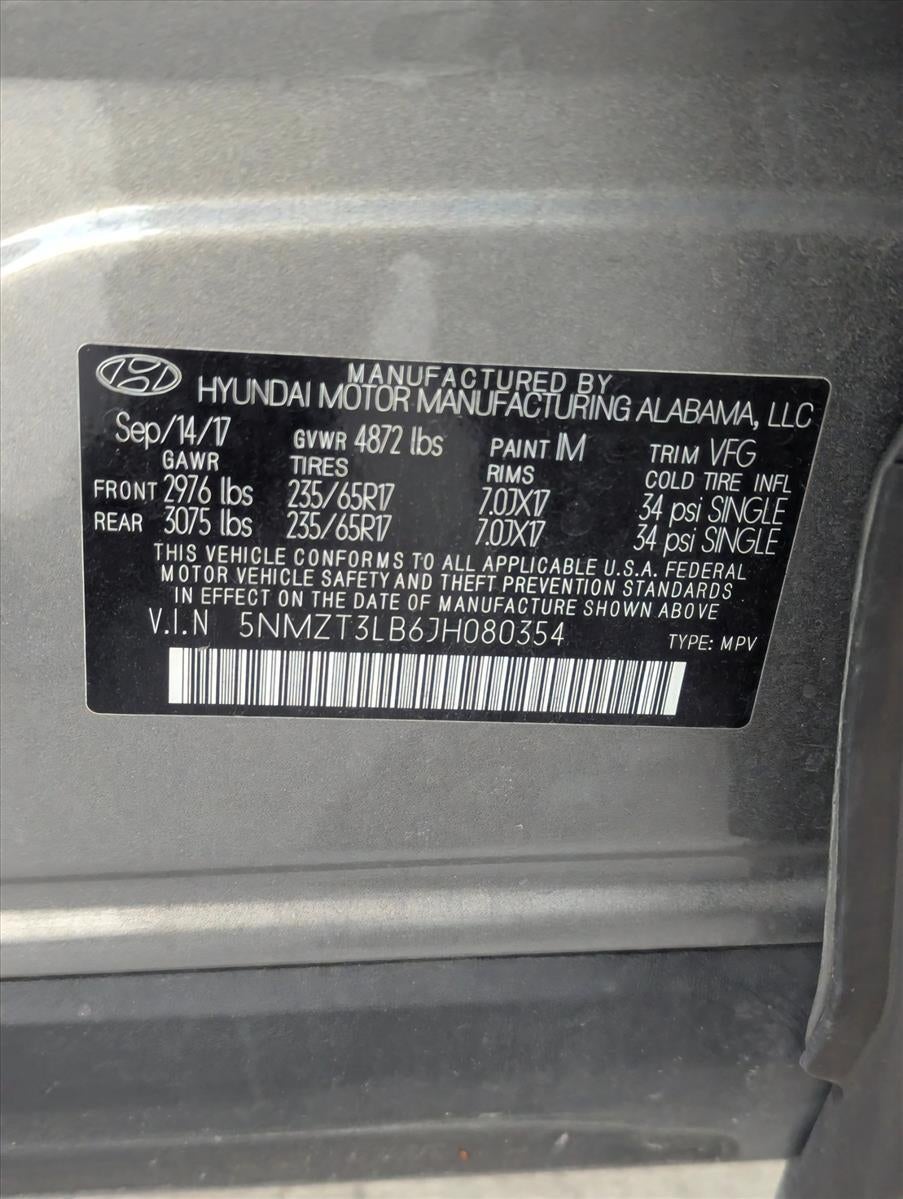 MANUFACTURED BY
HYUNDAI MOTOR MANUFACTURING ALABAMA, LLC
Sep/14/17 GVWR 4872 lbs PAINT IM TRIM VFG
GAWR TIRES RIMS COLD TIRE INFL
FRONT 2976 lbs 235/65R17 7.0JX17 34 psi SINGLE
REAR 3075 lbs 235/65R17 7.0JX17 34 psi SINGLE
THIS VEHICLE CONFORMS TO ALL APPLICABLE U.S.A. FEDERAL
MOTOR VEHICLE SAFETY AND THEFT PREVENTION STANDARDS
IN EFFECT ON THE DATE OF MANUFACTURE SHOWN ABOVE
V.I.N 5NMZT3LB6JH080354 TYPE: MPV